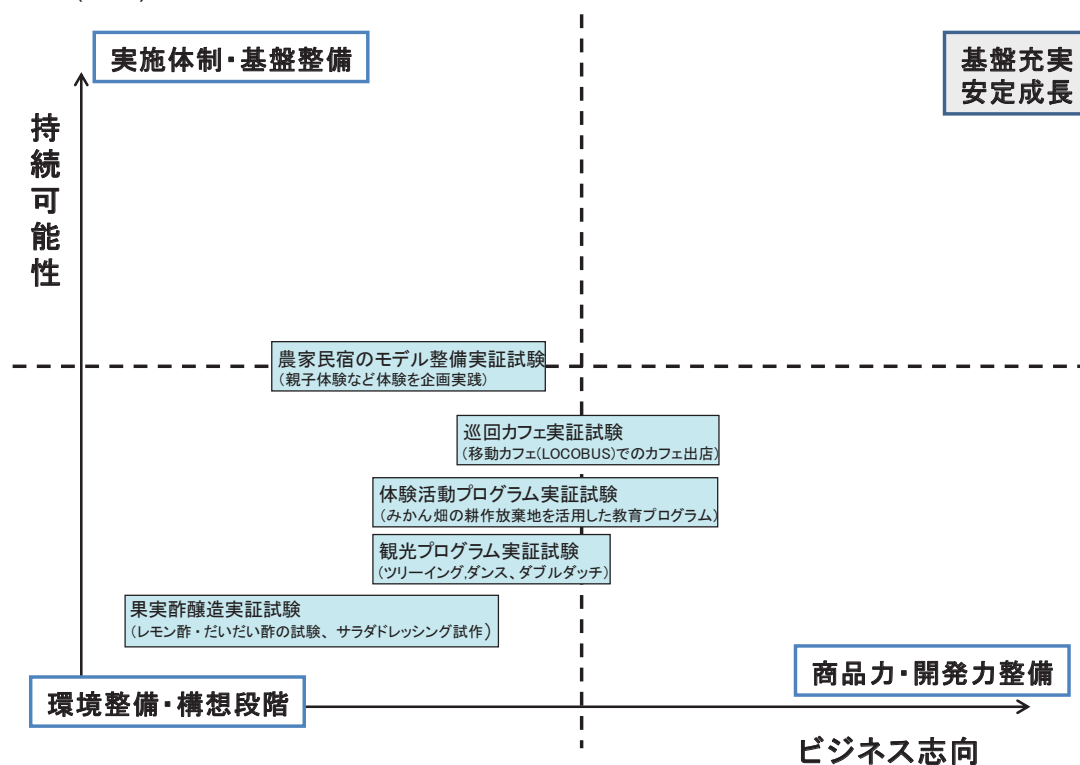 実施体制・基盤整備
基盤充実
安定成長
持続可能性
農家民宿のモデル整備実証試験
(親子体験など体験を企画実践)
巡回カフェ実証試験
(移動カフェ(LOCOBUS)でのカフェ出店)
体験活動プログラム実証試験
(みかん畑の耕作放棄地を活用した教育プログラム)
観光プログラム実証試験
(ツリーイング,ダンス、ダブルダッチ)
果実酢醸造実証試験
(レモン酢・だいだい酢の試験、サラダドレッシング試作)
商品力・開発力整備
環境整備・構想段階
ビジネス志向